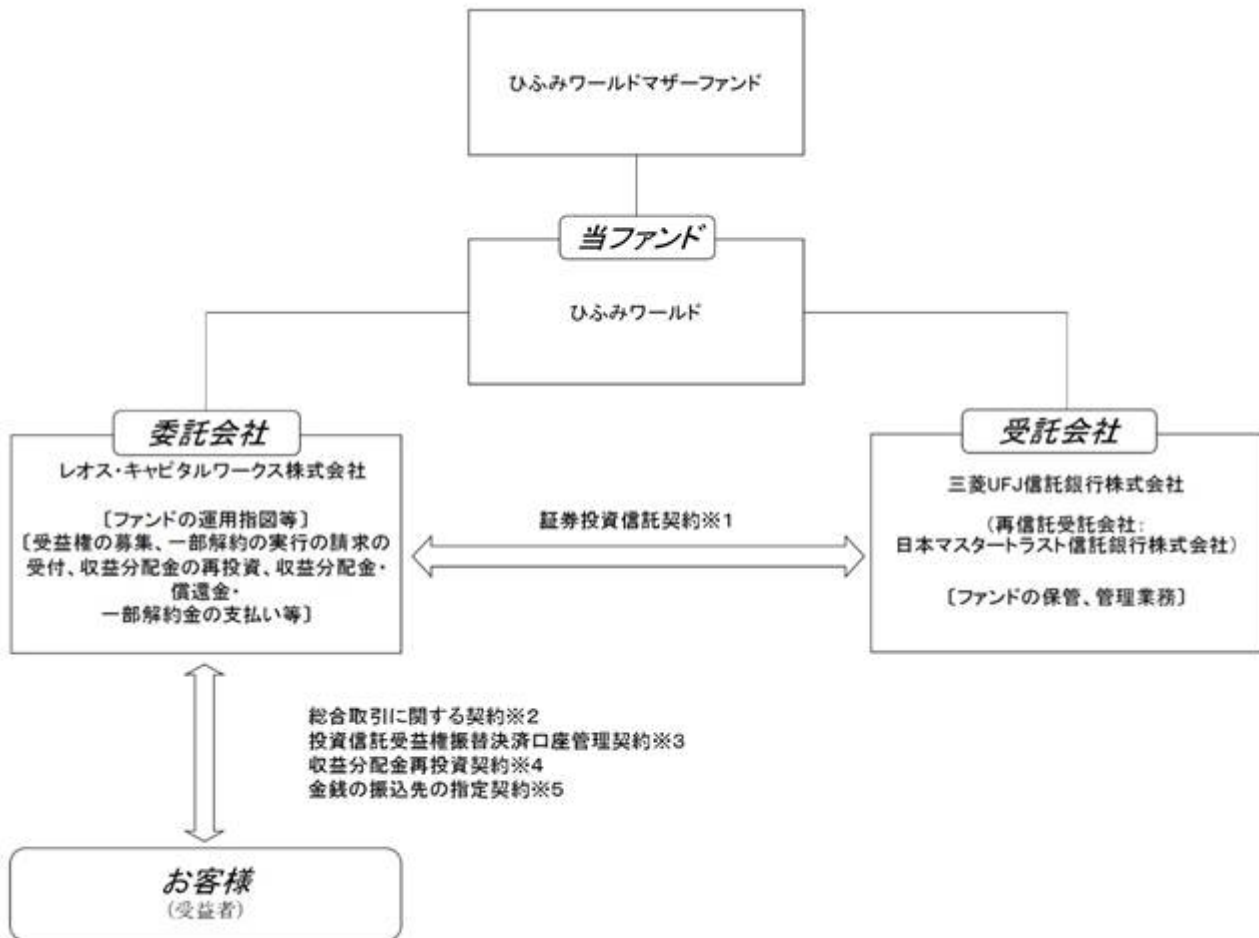 ひふみワールドマザーファンド
当ファンド
ひふみワールド
委託会社
レオス・キャピタルワークス株式会社
〔ファンドの運用指図等〕
〔受益権の募集、一部解約の実行の請求の
受付、収益分配金の再投資、収益分配金・
償還金・
一部解約金の支払い等〕
証券投資信託契約※1
受託会社
三菱UFJ信託銀行株式会社
(再信託受託会社:
日本マスタートラスト信託銀行株式会社)
〔ファンドの保管、管理業務〕
総合取引に関する契約※2
投資信託受益権振替決済口座管理契約※3
収益分配金再投資契約※4
金銭の振込先の指定契約※5
お客様
(受益者)